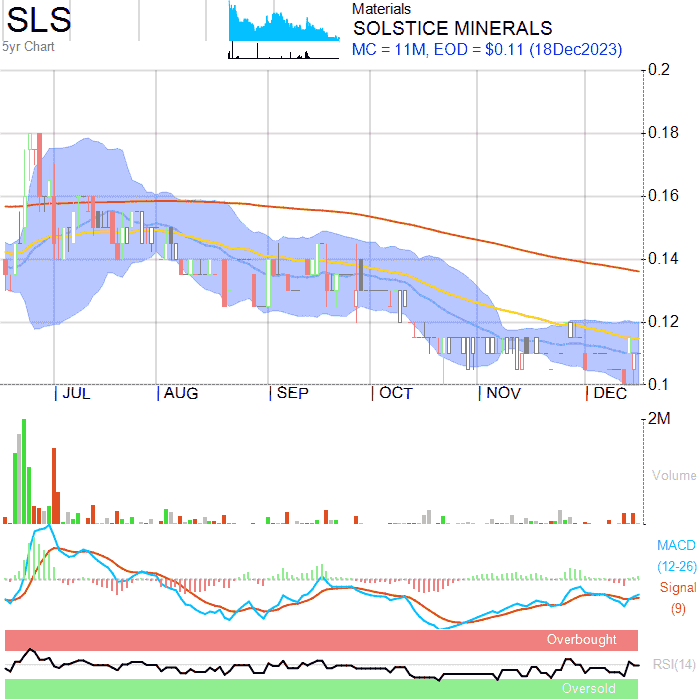 SLS
5yr Chart
Materials
SOLSTICE MINERALS
MC = 11M, EOD = $0.11 (18Dec2023)
0.2
0.18
0.16
0.14
0.12
0.1
JUL AUG SEP OCT NOV DEC
2M
Volume
MACD
(12-26)
Signal
(9)
Overbought
RSI(14)
Oversold